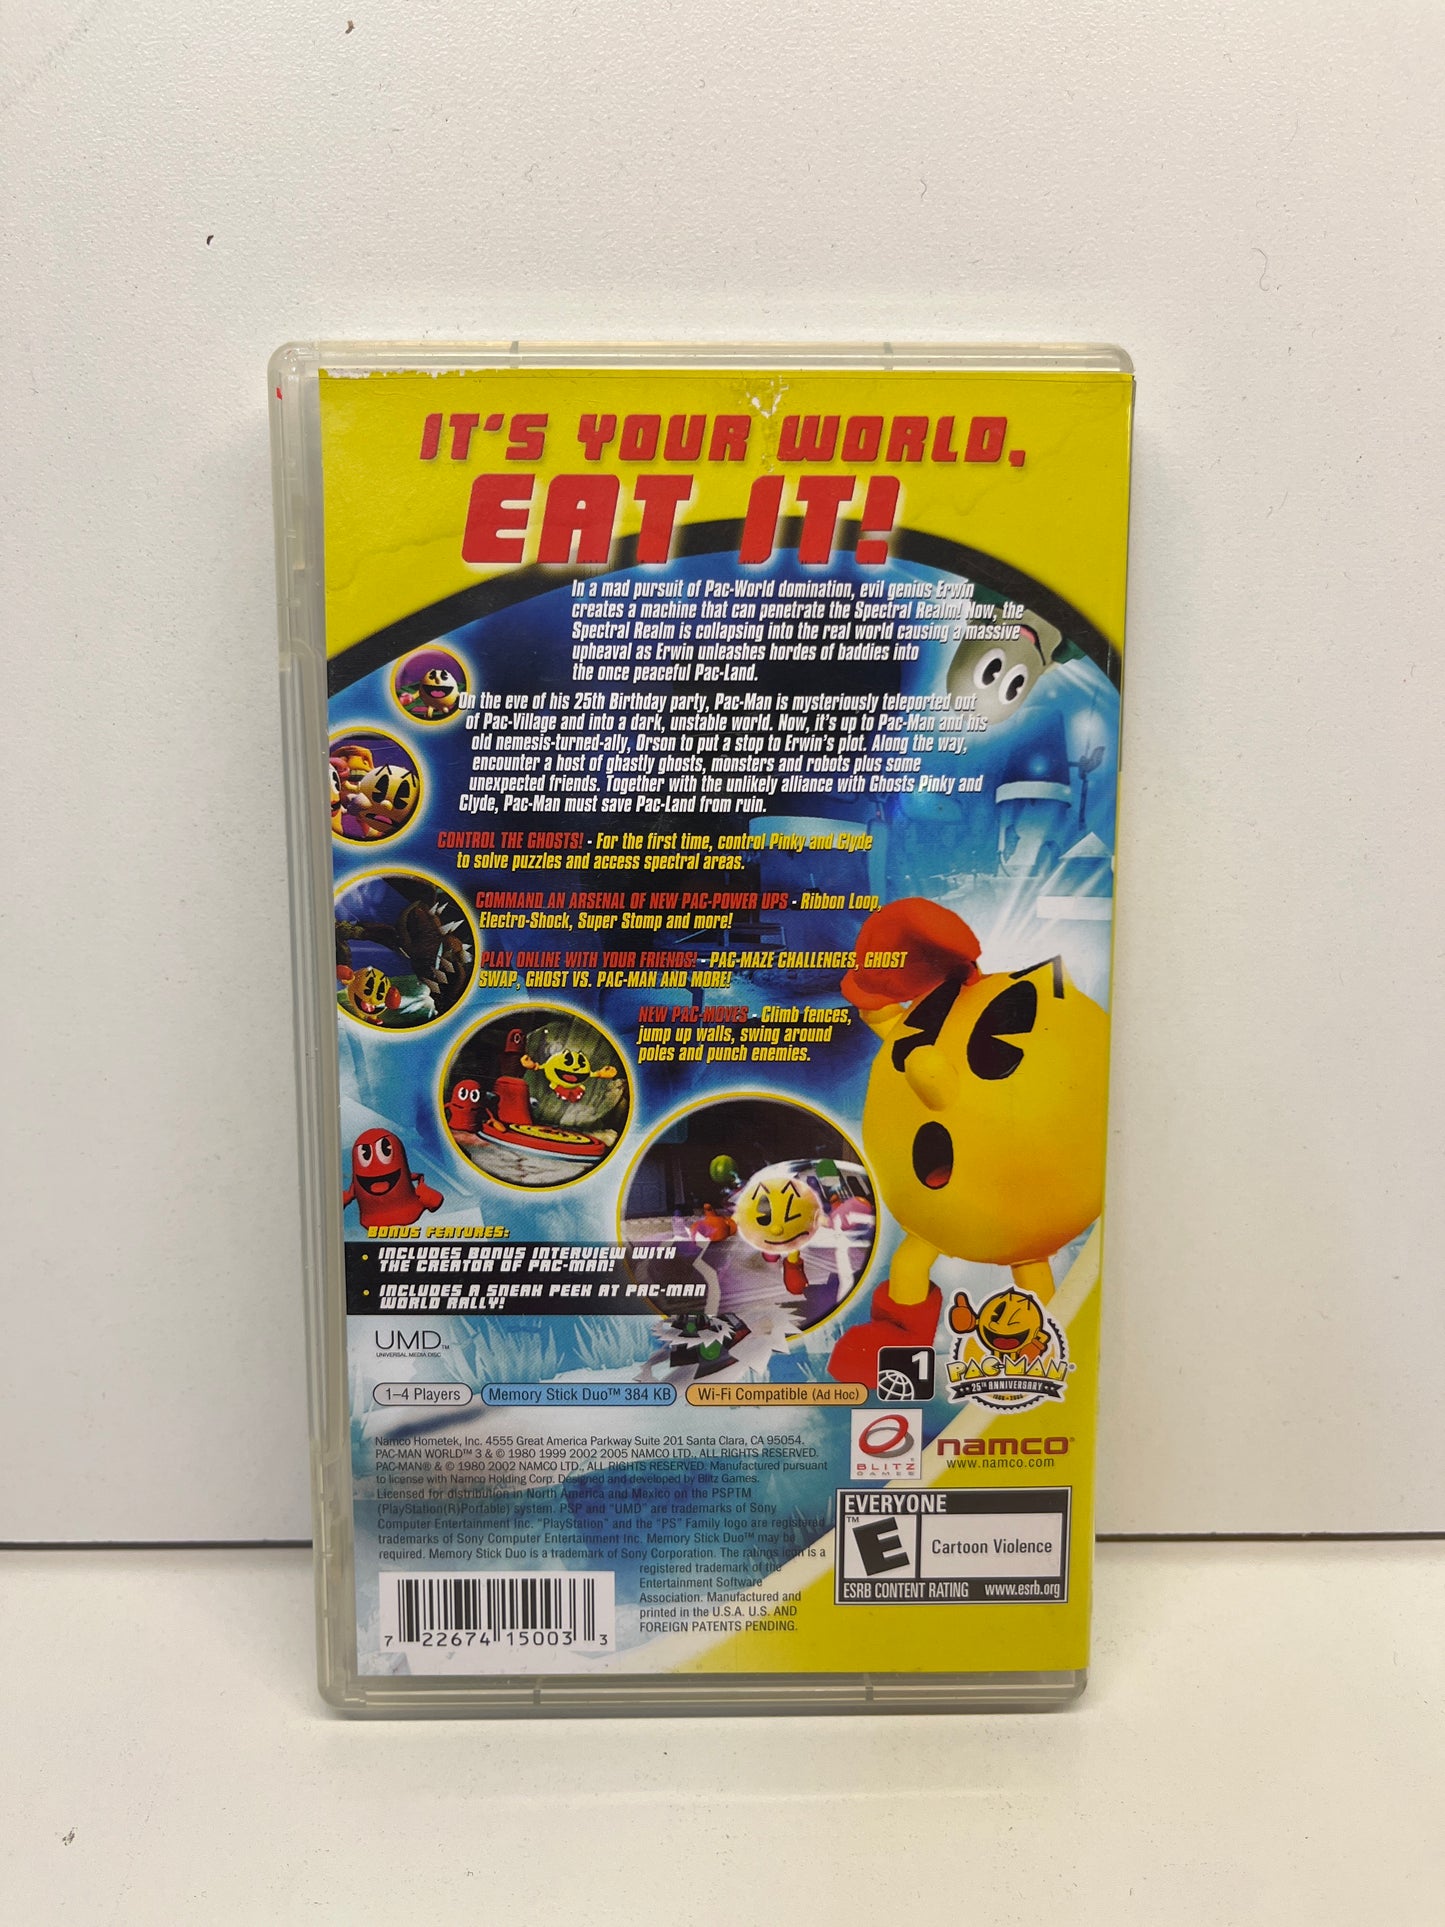 IT'S YOUR WORLD,
EAT IT!
In a mad pursuit of Pac-World domination, evil genius Erwin
creates a machine that can penetrate the Spectral Realm! Now, the
Spectral Realm is collapsing into the real world causing a massive
upheaval as Erwin unleashes hordes of baddies into
the once peaceful Pac-Land.
On the eve of his 25th Birthday party, Pac-Man is mysteriously teleported out
of Pac-Village and into a dark, unstable world. Now, it's up to Pac-Man and his
old nemesis-turned-ally, Orson to put a stop to Erwin's plot. Along the way,
encounter a host of ghastly ghosts, monsters and robots plus some
unexpected friends. Together with the unlikely alliance with Ghosts Pinky and
Clyde, Pac-Man must save Pac-Land from ruin.
CONTROL THE GHOSTS! - For the first time, control Pinky and Clyde
to solve puzzles and access spectral areas.
COMMAND AN ARSENAL OF NEW PAC-POWER UPS - Ribbon Loop,
Electro-Shock, Super Stomp and more!
PLAY ONLINE WITH YOUR FRIENDS! - PAC-MAZE CHALLENGES, GHOST
SWAP, GHOST VS. PAC-MAN AND MORE!
NEW PAC-MOVES - Climb fences,
jump up walls, swing around
poles and punch enemies.
BONUS FEATURES:
• INCLUDES BONUS INTERVIEW WITH
THE CREATOR OF PAC-MAN!
• INCLUDES A SNEAK PEEK AT PAC-MAN
WORLD RALLY!
UMD™
UNIVERSAL MEDIA DISC
1–4 Players
Memory Stick Duo™ 384 KB
Wi-Fi Compatible (Ad Hoc)
1
PAC-MAN®
25TH ANNIVERSARY
Namco Hometek, Inc. 4555 Great America Parkway Suite 201 Santa Clara, CA 95054.
PAC-MAN WORLD™ 3 & © 1980 1999 2002 2005 NAMCO LTD., ALL RIGHTS RESERVED.
PAC-MAN® & © 1980 2002 NAMCO LTD., ALL RIGHTS RESERVED. Manufactured pursuant
to license with Namco Holding Corp. Designed and developed by Blitz Games.
Licensed for distribution in North America and Mexico on the PSPTM
(PlayStation(R)Portable) system. PSP and "UMD" are trademarks of Sony
Computer Entertainment Inc. "PlayStation" and the "PS" Family logo are registered
trademarks of Sony Computer Entertainment Inc. Memory Stick Duo™ may be
required. Memory Stick Duo is a trademark of Sony Corporation. The ratings icon is a
registered trademark of the
Entertainment Software
Association. Manufactured and
printed in the U.S.A. U.S. AND
FOREIGN PATENTS PENDING.
BLITZ
GAMES
namco®
www.namco.com
EVERYONE
E™
Cartoon Violence
ESRB CONTENT RATING www.esrb.org
7 22674 15003 3